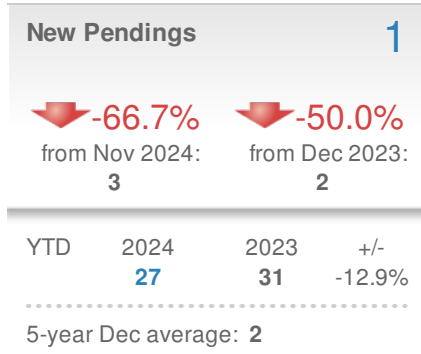 New Pendings 1
-66.7% -50.0%
from Nov 2024: from Dec 2023:
3 2
YTD 2024 2023 +/-
27 31 -12.9%
5-year Dec average: 2